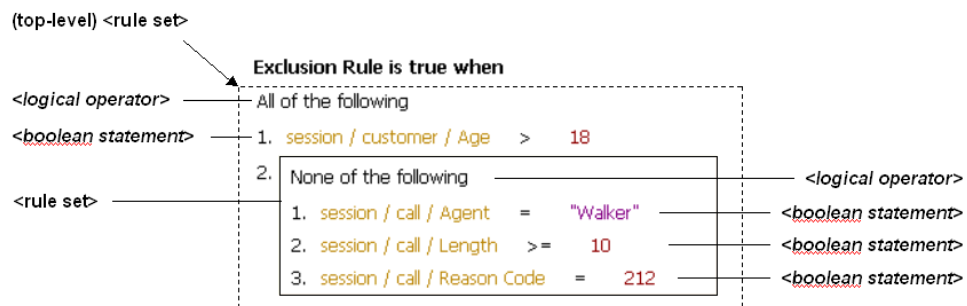 (top-level) <rule set>
Exclusion Rule is true when
<logical operator> All of the following
<boolean statement> 1. session / customer / Age > 18
2. None of the following <logical operator>
<rule set> 1. session / call / Agent = "Walker" <boolean statement>
2. session / call / Length >= 10 <boolean statement>
3. session / call / Reason Code = 212 <boolean statement>